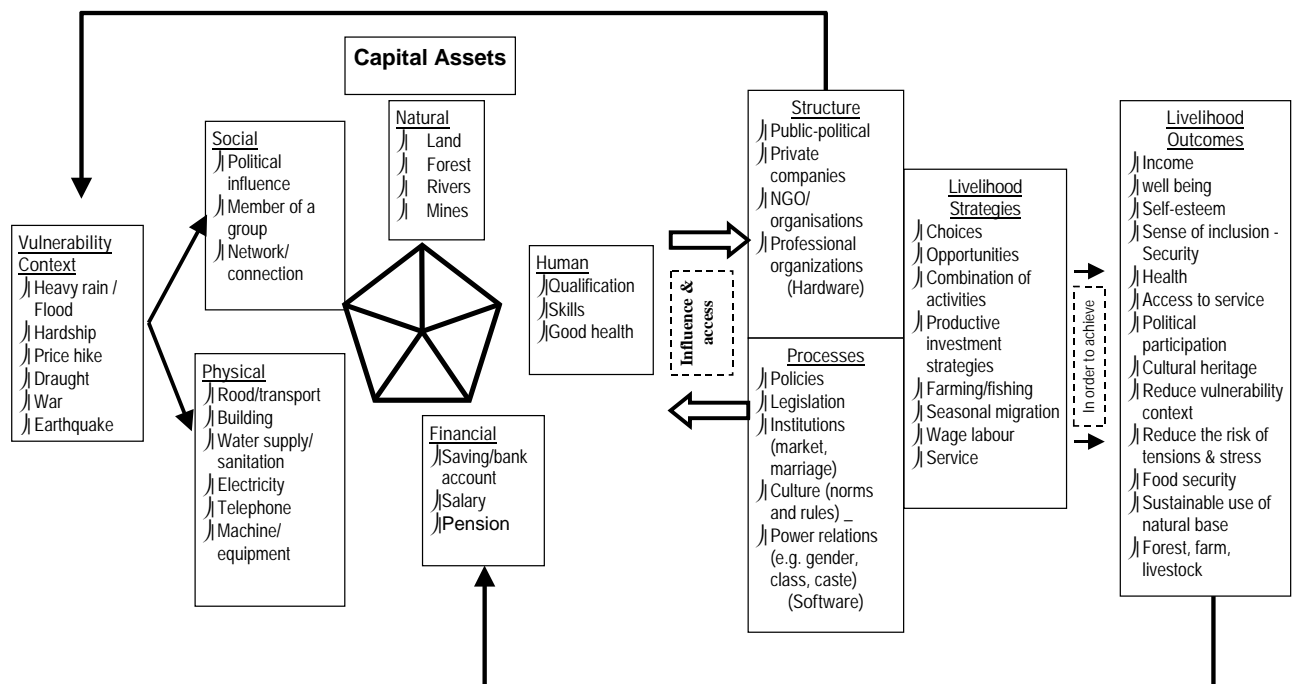 Capital Assets
Natural
Land
Forest
Rivers
Mines
Social
Political
influence
Member of a
group
Network/
connection
Vulnerability
Context
Heavy rain /
Flood
Hardship
Price hike
Draught
War
Earthquake
Physical
Rood/transport
Building
Water supply/
sanitation
Electricity
Telephone
Machine/
equipment
Financial
Saving/bank
account
Salary
Pension
Human
Qualification
Skills
Good health
Influence &
access
Structure
Public-political
Private
companies
NGO/
organisations
Professional
organizations
(Hardware)
Processes
Policies
Legislation
Institutions
(market,
marriage)
Culture (norms
and rules) _
Power relations
(e.g. gender,
class, caste)
(Software)
Livelihood
Strategies
Choices
Opportunities
Combination of
activities
Productive
investment
strategies
Farming/fishing
Seasonal migration
Wage labour
Service
In order to achieve
Livelihood
Outcomes
Income
well being
Self-esteem
Sense of inclusion -
Security
Health
Access to service
Political
participation
Cultural heritage
Reduce vulnerability
context
Reduce the risk of
tensions & stress
Food security
Sustainable use of
natural base
Forest, farm,
livestock